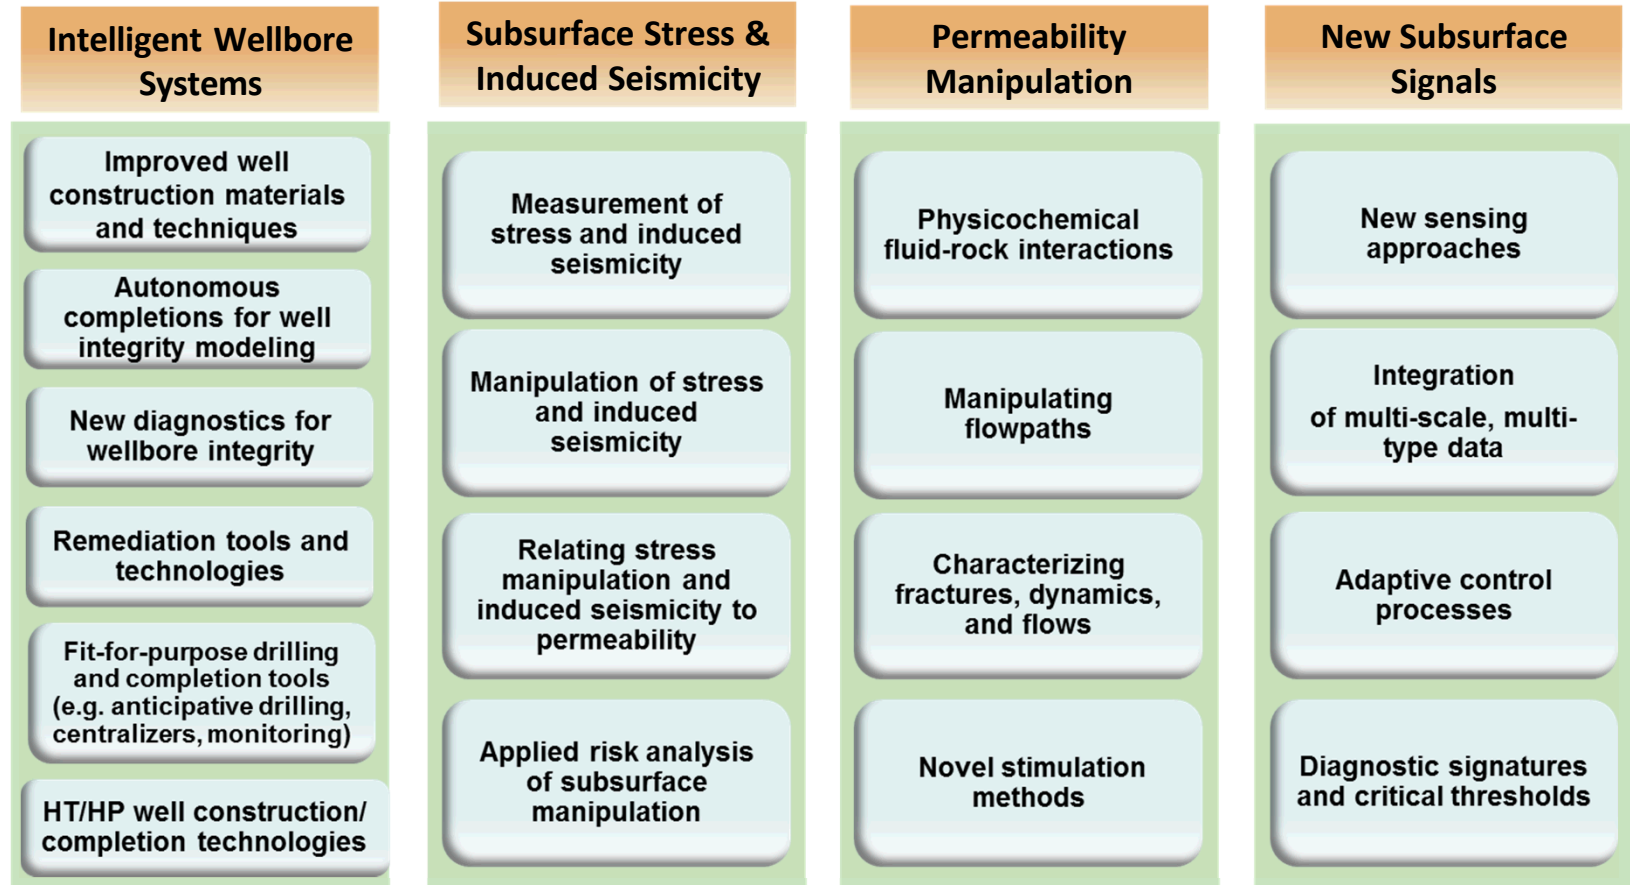 Intelligent Wellbore
Systems
Improved well
construction materials
and techniques
Autonomous
completions for well
integrity modeling
New diagnostics for
wellbore integrity
Remediation tools and
technologies
Fit-for-purpose drilling
and completion tools
(e.g. anticipative drilling,
centralizers, monitoring)
HT/HP well construction/
completion technologies
Subsurface Stress &
Induced Seismicity
Measurement of
stress and induced
seismicity
Manipulation of stress
and induced
seismicity
Relating stress
manipulation and
induced seismicity to
permeability
Applied risk analysis
of subsurface
manipulation
Permeability
Manipulation
Physicochemical
fluid-rock interactions
Manipulating
flowpaths
Characterizing
fractures, dynamics,
and flows
Novel stimulation
methods
New Subsurface
Signals
New sensing
approaches
Integration
of multi-scale, multi-
type data
Adaptive control
processes
Diagnostic signatures
and critical thresholds